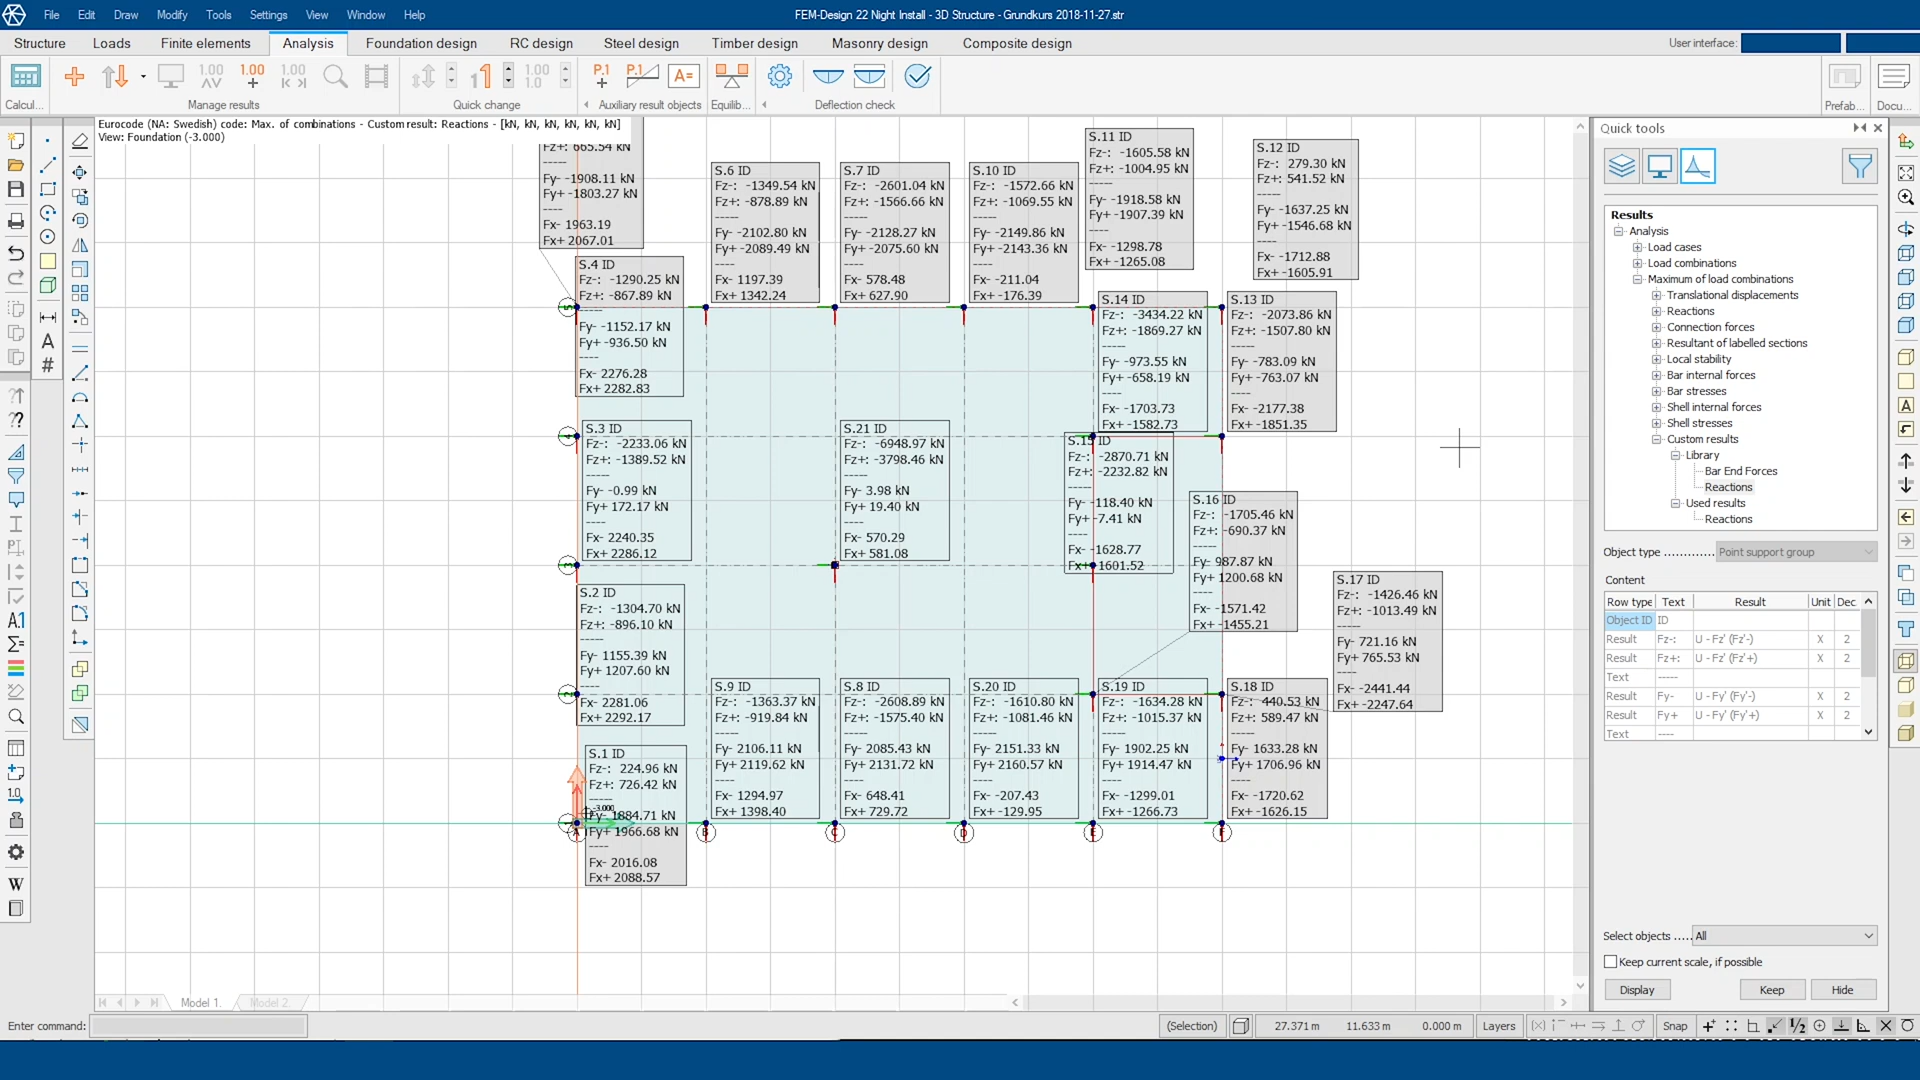 FEM-Design 22 Night Install - 3D Structure - Grundkurs 2018-11-27.str
File Edit Draw Modify Tools Settings View Window Help
Structure Loads Finite elements Analysis Foundation design RC design Steel design Timber design Masonry design Composite design User interface:
Calcul... Manage results Quick change Auxiliary result objects Equilib... Deflection check Prefab... Docu...
Eurocode (NA: Swedish) code: Max. of combinations - Custom result: Reactions - [kN, kN, kN, kN, kN, kN]
View: Foundation (-3.000)
Fz+: 665.54 kN
-----
Fy- -1908.11 kN
Fy+ -1803.27 kN
----
Fx- 1963.19
Fx+ 2067.01
S.6 ID
Fz-: -1349.54 kN
Fz+: -878.89 kN
-----
Fy- -2102.80 kN
Fy+ -2089.49 kN
----
Fx- 1197.39
Fx+ 1342.24
S.7 ID
Fz-: -2601.04 kN
Fz+: -1566.66 kN
-----
Fy- -2128.27 kN
Fy+ -2075.60 kN
----
Fx- 578.48
Fx+ 627.90
S.10 ID
Fz-: -1572.66 kN
Fz+: -1069.55 kN
-----
Fy- -2149.86 kN
Fy+ -2143.36 kN
----
Fx- -211.04
Fx+ -176.39
S.11 ID
Fz-: -1605.58 kN
Fz+: -1004.95 kN
-----
Fy- -1918.58 kN
Fy+ -1907.39 kN
----
Fx- -1298.78
Fx+ -1265.08
S.12 ID
Fz-: 279.30 kN
Fz+: 541.52 kN
-----
Fy- -1637.25 kN
Fy+ -1546.68 kN
----
Fx- -1712.88
Fx+ -1605.91
S.4 ID
Fz-: -1290.25 kN
Fz+: -867.89 kN
-----
Fy- -1152.17 kN
Fy+ -936.50 kN
----
Fx- 2276.28
Fx+ 2282.83
S.14 ID
Fz-: -3434.22 kN
Fz+: -1869.27 kN
-----
Fy- -973.55 kN
Fy+ -658.19 kN
----
Fx- -1703.73
Fx+ -1582.73
S.13 ID
Fz-: -2073.86 kN
Fz+: -1507.80 kN
-----
Fy- -783.09 kN
Fy+ -763.07 kN
----
Fx- -2177.38
Fx+ -1851.35
S.3 ID
Fz-: -2233.06 kN
Fz+: -1389.52 kN
-----
Fy- -0.99 kN
Fy+ 172.17 kN
----
Fx- 2240.35
Fx+ 2286.12
S.21 ID
Fz-: -6948.97 kN
Fz+: -3798.46 kN
-----
Fy- 3.98 kN
Fy+ 19.40 kN
----
Fx- 570.29
Fx+ 581.08
S.15 ID
Fz-: -2870.71 kN
Fz+: -2232.82 kN
-----
Fy- -118.40 kN
Fy+ -7.41 kN
----
Fx- -1628.77
Fx+ -1601.52
S.16 ID
Fz-: -1705.46 kN
Fz+: -690.37 kN
-----
Fy- 987.87 kN
Fy+ 1200.68 kN
----
Fx- -1571.42
Fx+ -1455.21
S.17 ID
Fz-: -1426.46 kN
Fz+: -1013.49 kN
-----
Fy- 721.16 kN
Fy+ 765.53 kN
----
Fx- -2441.44
Fx+ -2247.64
S.2 ID
Fz-: -1304.70 kN
Fz+: -896.10 kN
-----
Fy- 1155.39 kN
Fy+ 1207.60 kN
----
Fx- 2281.06
Fx+ 2292.17
S.9 ID
Fz-: -1363.37 kN
Fz+: -919.84 kN
-----
Fy- 2106.11 kN
Fy+ 2119.62 kN
----
Fx- 1294.97
Fx+ 1398.40
S.8 ID
Fz-: -2608.89 kN
Fz+: -1575.40 kN
-----
Fy- 2085.43 kN
Fy+ 2131.72 kN
----
Fx- 648.41
Fx+ 729.72
S.20 ID
Fz-: -1610.80 kN
Fz+: -1081.46 kN
-----
Fy- 2151.33 kN
Fy+ 2160.57 kN
----
Fx- -207.43
Fx+ -129.95
S.19 ID
Fz-: -1634.28 kN
Fz+: -1015.37 kN
-----
Fy- 1902.25 kN
Fy+ 1914.47 kN
----
Fx- -1299.01
Fx+ -1266.73
S.18 ID
Fz-: 440.53 kN
Fz+: 589.47 kN
-----
Fy- 1633.28 kN
Fy+ 1706.96 kN
----
Fx- -1720.62
Fx+ -1626.15
S.1 ID
Fz-: 224.96 kN
Fz+: 726.42 kN
-----
-3.000
Fy- 1884.71 kN
Fy+ 1966.68 kN
----
Fx- 2016.08
Fx+ 2088.57
A B C D E F
Quick tools
Results
Analysis
Load cases
Load combinations
Maximum of load combinations
Translational displacements
Reactions
Connection forces
Resultant of labelled sections
Local stability
Bar internal forces
Bar stresses
Shell internal forces
Shell stresses
Custom results
Library
Bar End Forces
Reactions
Used results
Reactions
Object type ............. Point support group
Content
Row type Text Result Unit Dec
Object ID ID
Result Fz-: U - Fz' (Fz'-) X 2
Result Fz+: U - Fz' (Fz'+) X 2
Text -----
Result Fy- U - Fy' (Fy'-) X 2
Result Fy+ U - Fy' (Fy'+) X 2
Text ----
Select objects ..... All
Keep current scale, if possible
Display Keep Hide
Model 1. Model 2.
Enter command: (Selection) 27.371 m 11.633 m 0.000 m Layers Snap